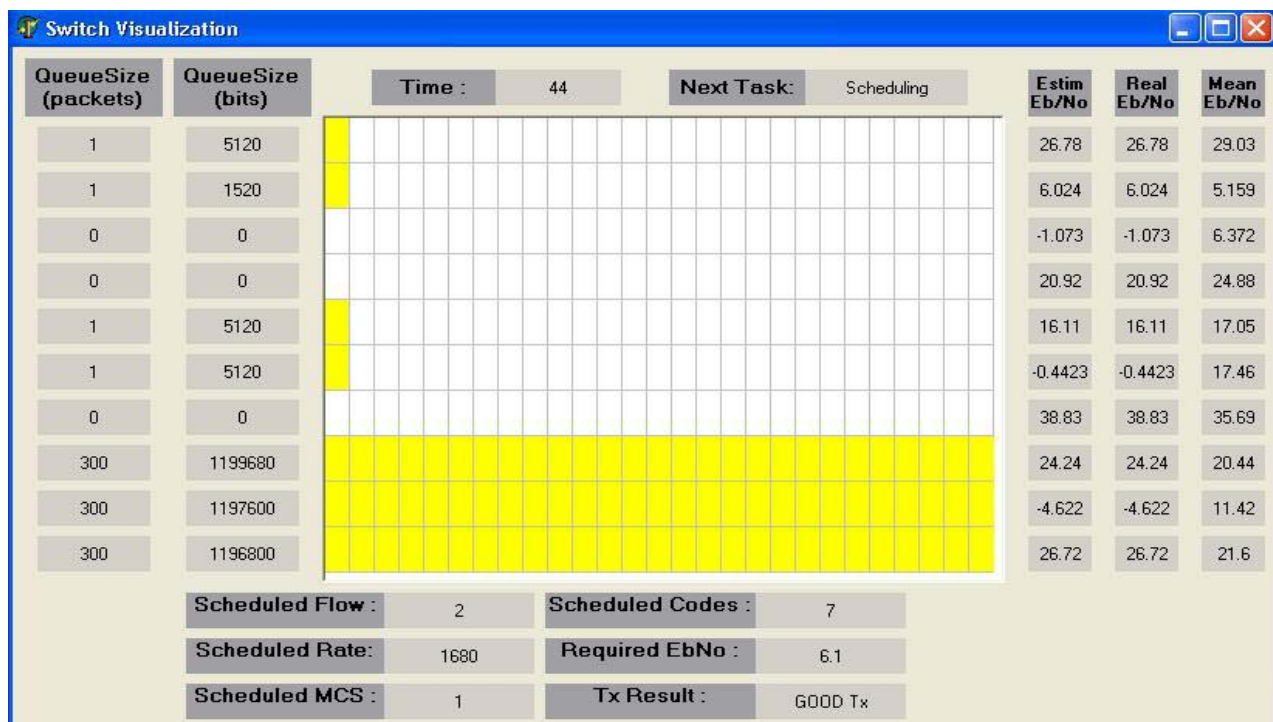 Switch Visualization
QueueSize (packets) QueueSize (bits) Time : 44 Next Task: Scheduling Estim Eb/No Real Eb/No Mean Eb/No
1 5120 26.78 26.78 29.03
1 1520 6.024 6.024 5.159
0 0 -1.073 -1.073 6.372
0 0 20.92 20.92 24.88
1 5120 16.11 16.11 17.05
1 5120 -0.4423 -0.4423 17.46
0 0 38.83 38.83 35.69
300 1199680 24.24 24.24 20.44
300 1197600 -4.622 -4.622 11.42
300 1196800 26.72 26.72 21.6
Scheduled Flow : 2 Scheduled Codes : 7
Scheduled Rate: 1680 Required EbNo : 6.1
Scheduled MCS : 1 Tx Result : GOOD Tx